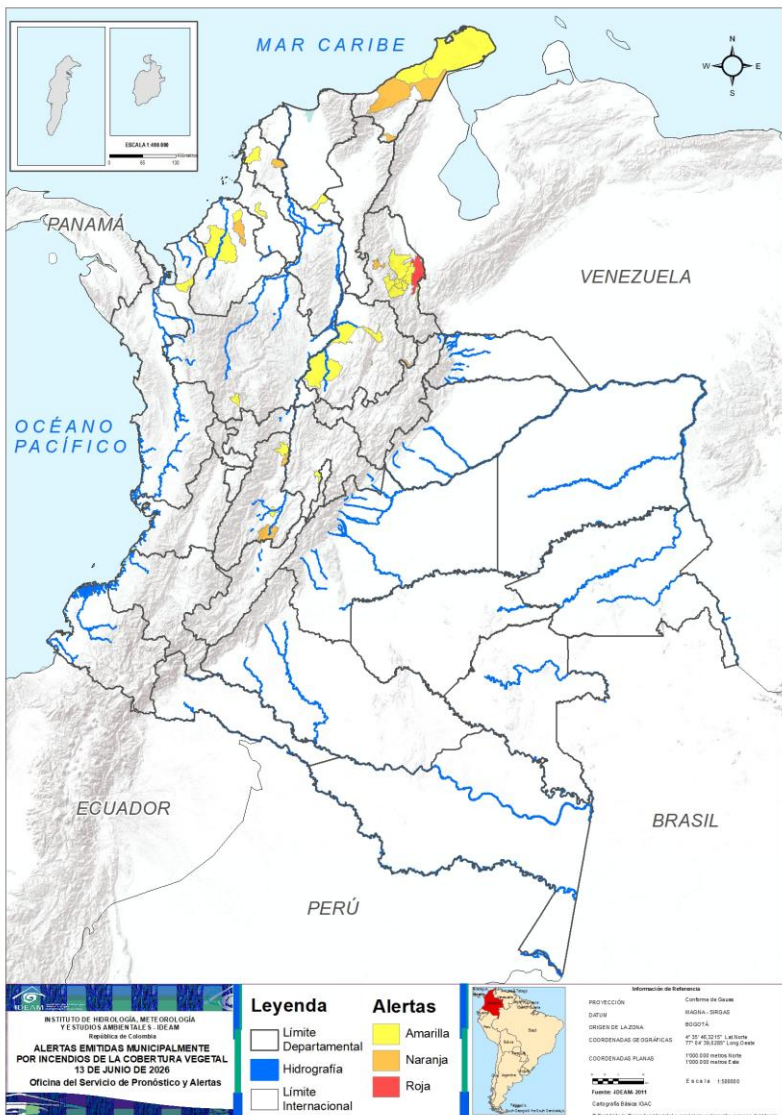 MAR CARIBE
N
W
E
S
ESCALA 1:400.000
PANAMÁ
VENEZUELA
OCÉANO
PACÍFICO
ECUADOR
BRASIL
PERÚ
IDEAM
INSTITUTO DE HIDROLOGÍA, METEOROLOGÍA
Y ESTUDIOS AMBIENTALES - IDEAM
República de Colombia
ALERTAS EMITIDAS MUNICIPALMENTE
POR INCENDIOS DE LA COBERTURA VEGETAL
13 DE JUNIO DE 2026
Oficina del Servicio de Pronóstico y Alertas
Leyenda
Límite
Departamental
Hidrografía
Límite
Internacional
Alertas
Amarilla
Naranja
Roja
Información de Referencia
PROYECCIÓN
Conforme de Gauss
DATUM
MAGNA - SIRGAS
ORIGEN DE LA ZONA
BOGOTÁ
COORDENADAS GEOGRÁFICAS
COORDENADAS PLANAS
1'000.000 metros Norte
1'000.000 metros Este
Fuente: IDEAM 2011
Cartografía Básica IGAC